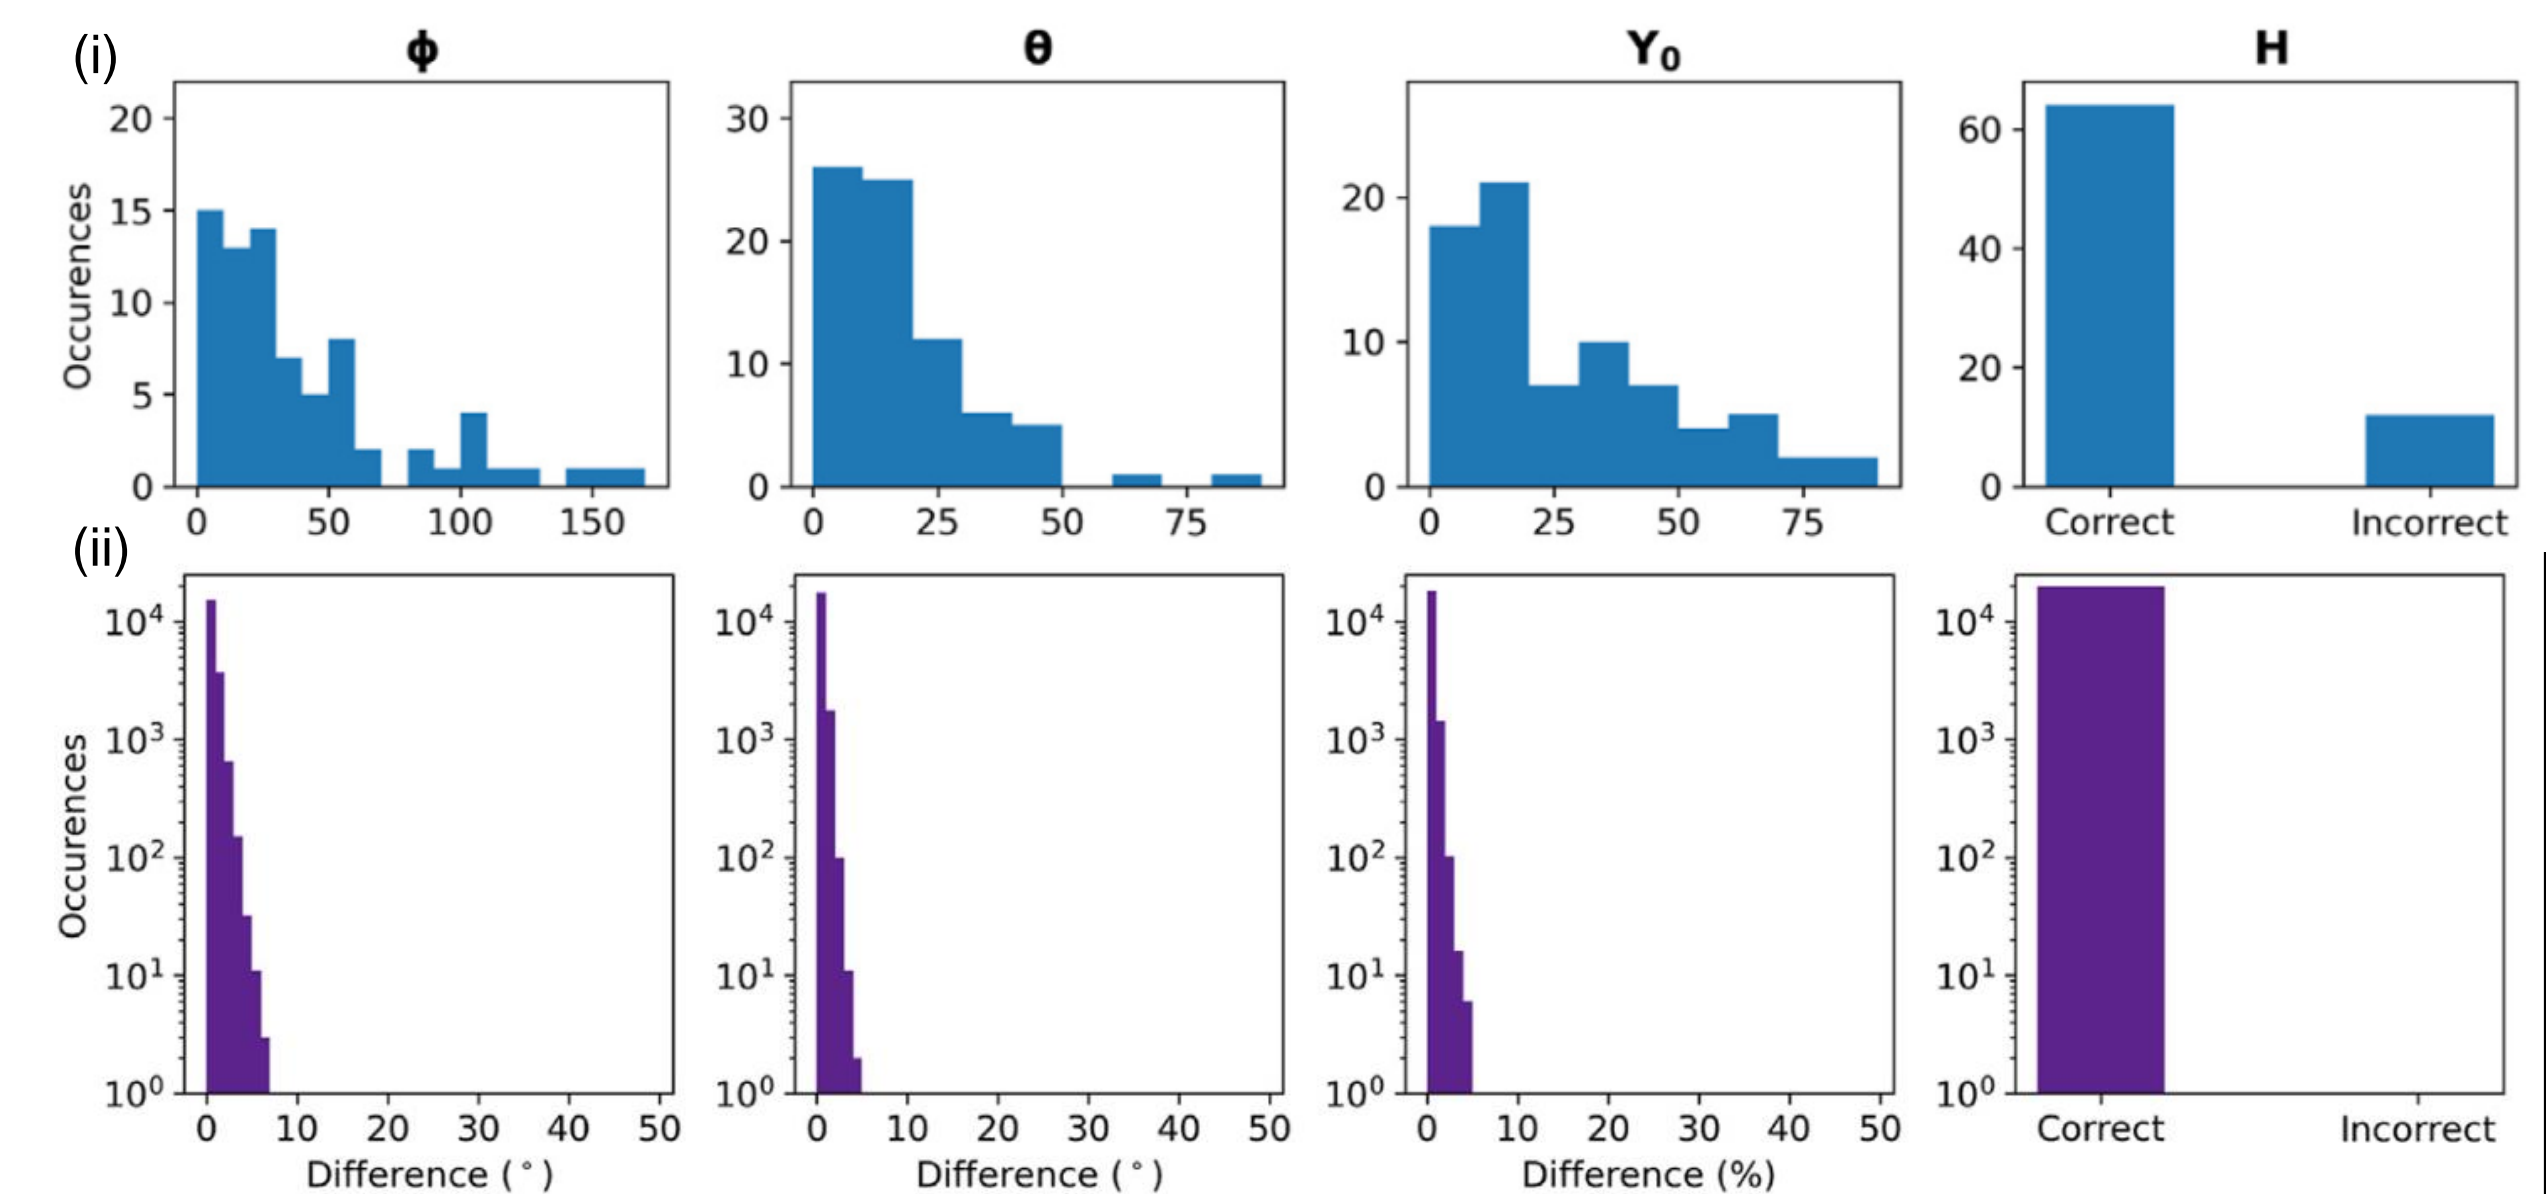 (i)
ϕ
θ
Y₀
H
Occurences
20
15
10
5
0
0 50 100 150
30
20
10
0
0 25 50 75
20
10
0
0 25 50 75
60
40
20
0
Correct Incorrect
(ii)
Occurences
10⁴
10³
10²
10¹
10⁰
0 10 20 30 40 50
Difference (°)
10⁴
10³
10²
10¹
10⁰
0 10 20 30 40 50
Difference (°)
10⁴
10³
10²
10¹
10⁰
0 10 20 30 40 50
Difference (%)
10⁴
10³
10²
10¹
10⁰
Correct Incorrect